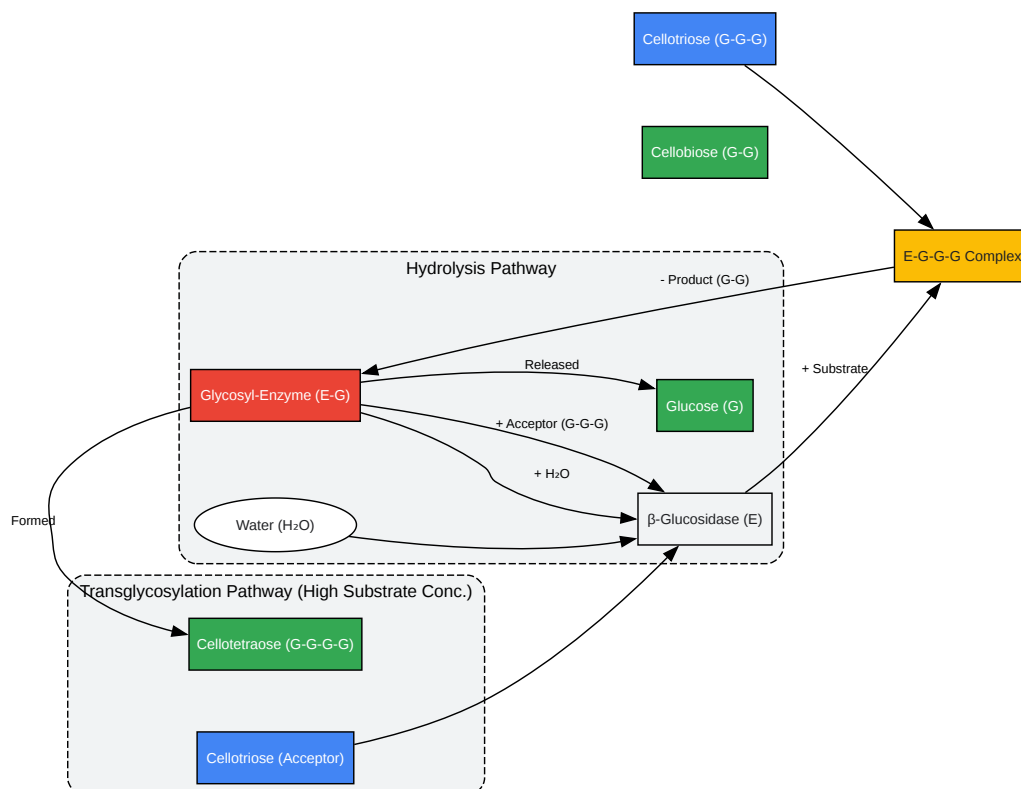 Cellotriose (G-G-G)
Cellobiose (G-G)
E-G-G-G Complex
Hydrolysis Pathway
- Product (G-G)
Released
+ Substrate
Glycosyl-Enzyme (E-G)
Glucose (G)
+ Acceptor (G-G-G)
+ H₂O
Formed
Water (H₂O)
β-Glucosidase (E)
Transglycosylation Pathway (High Substrate Conc.)
Cellotetraose (G-G-G-G)
Cellotriose (Acceptor)